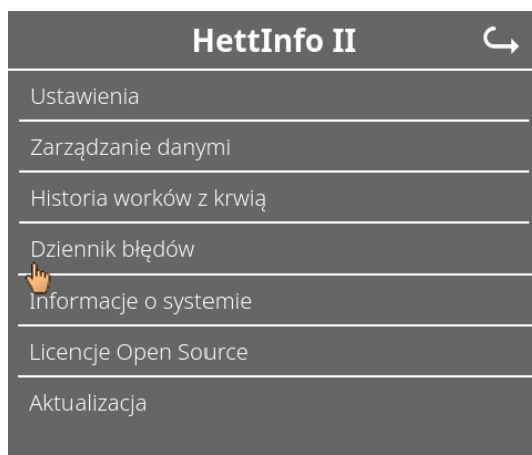 HettInfo II
Ustawienia
Zarządzanie danymi
Historia worków z krwią
Dziennik błędów
Informacje o systemie
Licencje Open Source
Aktualizacja